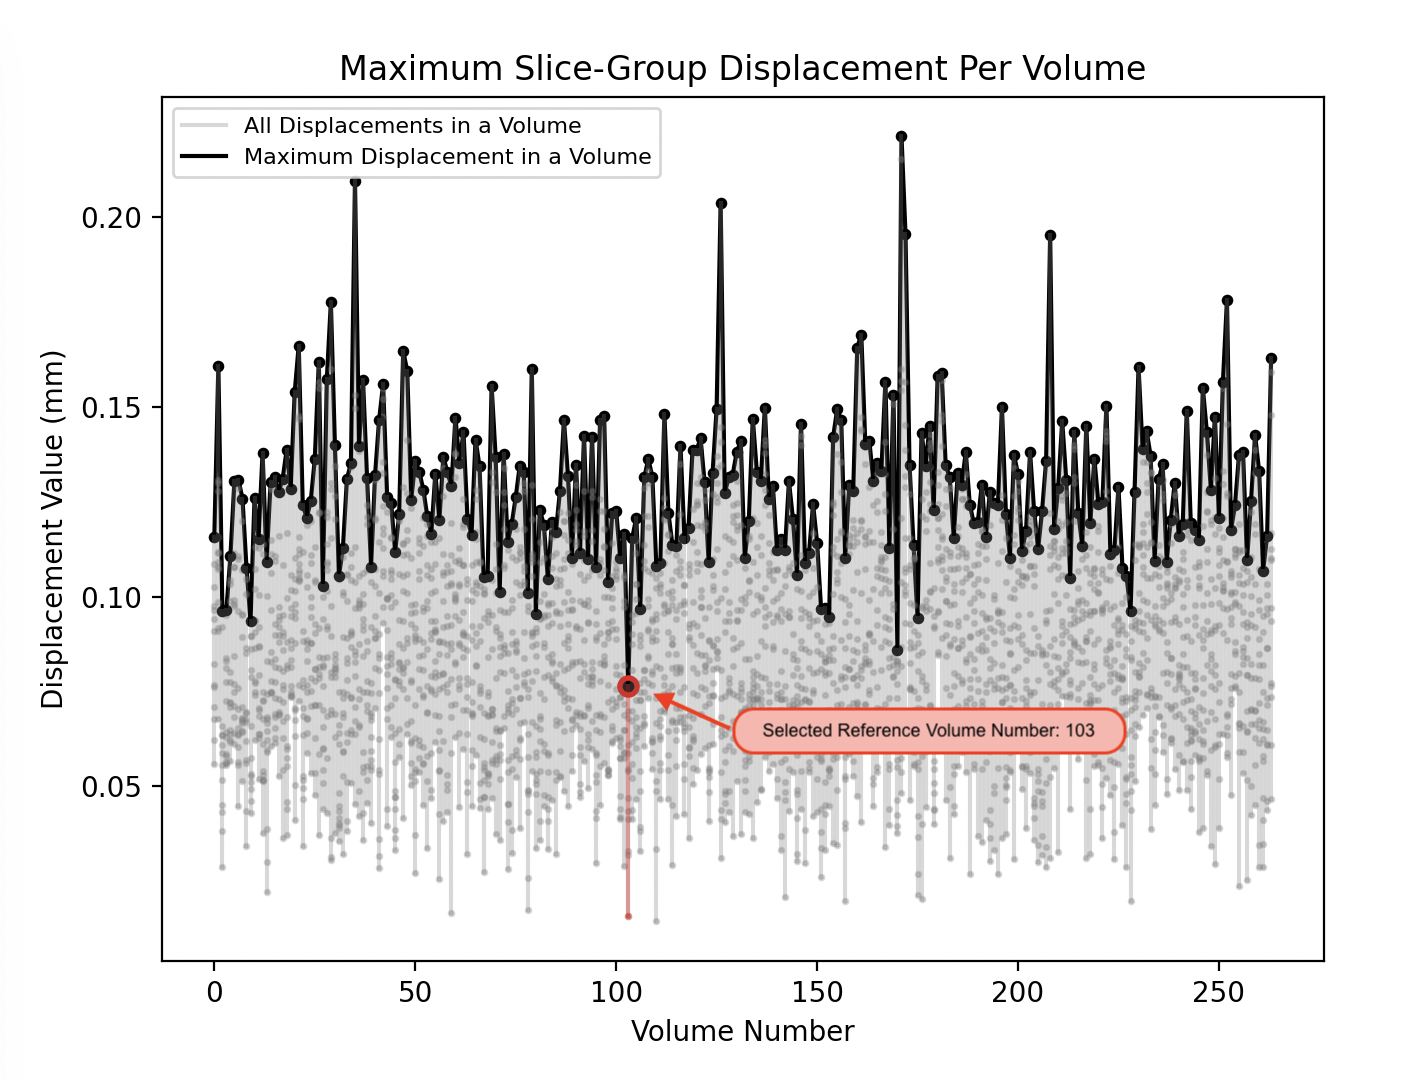 Maximum Slice-Group Displacement Per Volume
All Displacements in a Volume
Maximum Displacement in a Volume
0.20
0.15
0.10
0.05
Displacement Value (mm)
Selected Reference Volume Number: 103
0 50 100 150 200 250
Volume Number